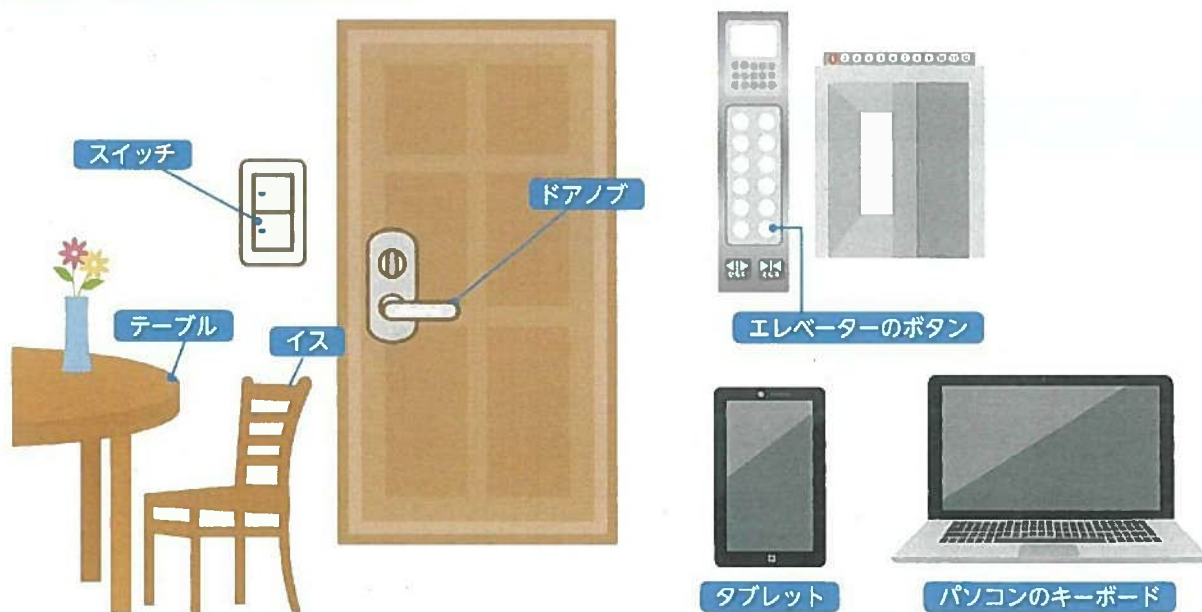 スイッチ
ドアノブ
テーブル
イス
エレベーターのボタン
タブレット
パソコンのキーボード